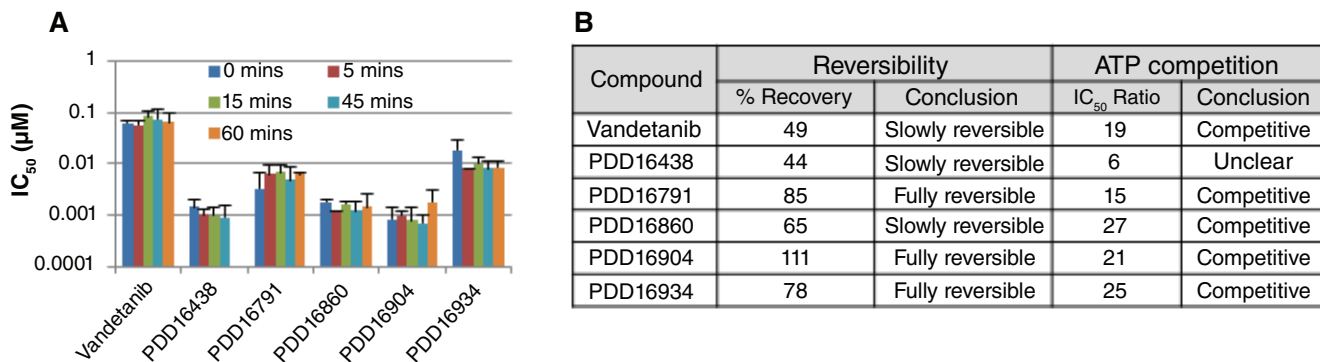 A
IC50 (µM)
1
0.1
0.01
0.001
0.0001
0 mins
5 mins
15 mins
45 mins
60 mins
Vandetanib
PDD16438
PDD16791
PDD16860
PDD16904
PDD16934
B
Compound Reversibility ATP competition
% Recovery Conclusion IC50 Ratio Conclusion
Vandetanib 49 Slowly reversible 19 Competitive
PDD16438 44 Slowly reversible 6 Unclear
PDD16791 85 Fully reversible 15 Competitive
PDD16860 65 Slowly reversible 27 Competitive
PDD16904 111 Fully reversible 21 Competitive
PDD16934 78 Fully reversible 25 Competitive